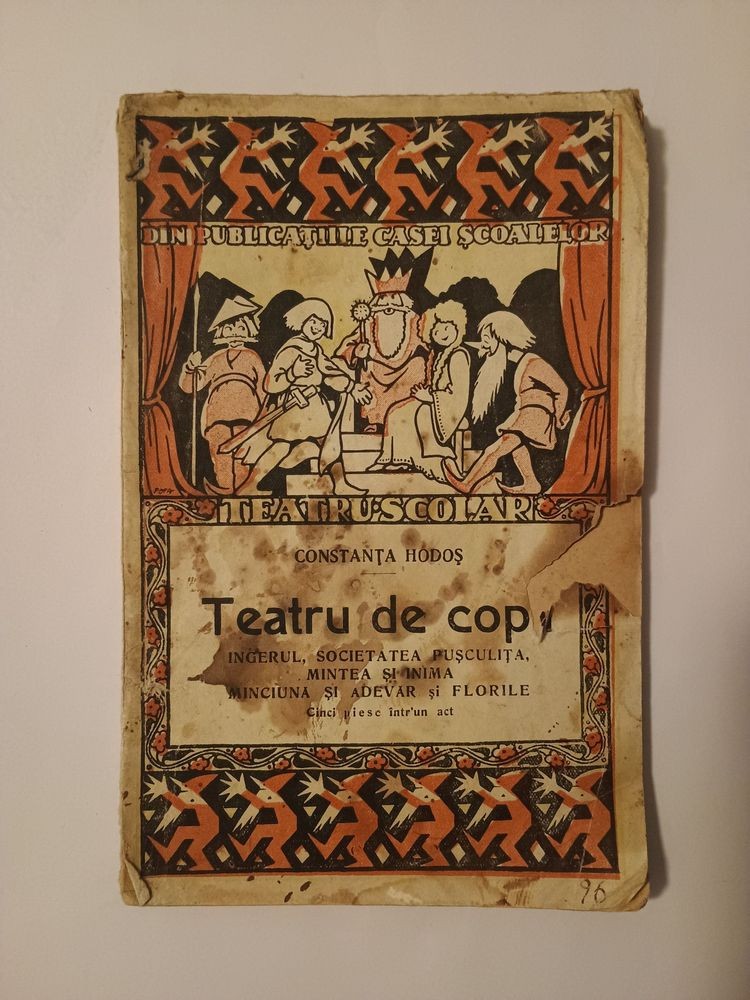 DIN PUBLICAȚIILE CASEI ȘCOALELOR
TEATRU·SCOLAR
CONSTANȚA HODOȘ
Teatru de cop
INGERUL, SOCIETATEA PUȘCULIȚA,
MINTEA ȘI INIMA
MINCIUNA ȘI ADEVĂR și FLORILE
Cinci piese într'un act
96